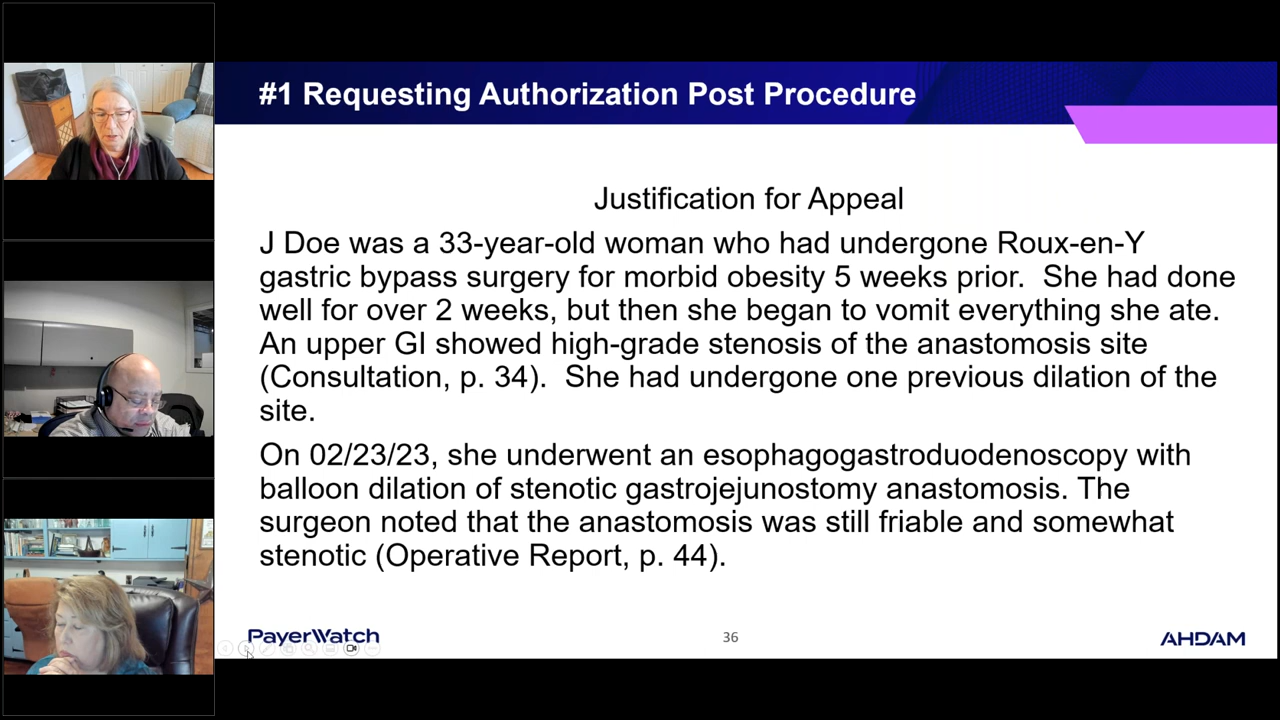 #1 Requesting Authorization Post Procedure
Justification for Appeal
J Doe was a 33-year-old woman who had undergone Roux-en-Y
gastric bypass surgery for morbid obesity 5 weeks prior.  She had done
well for over 2 weeks, but then she began to vomit everything she ate.
An upper GI showed high-grade stenosis of the anastomosis site
(Consultation, p. 34).  She had undergone one previous dilation of the
site.
On 02/23/23, she underwent an esophagogastroduodenoscopy with
balloon dilation of stenotic gastrojejunostomy anastomosis. The
surgeon noted that the anastomosis was still friable and somewhat
stenotic (Operative Report, p. 44).
PayerWatch
36
AHDAM